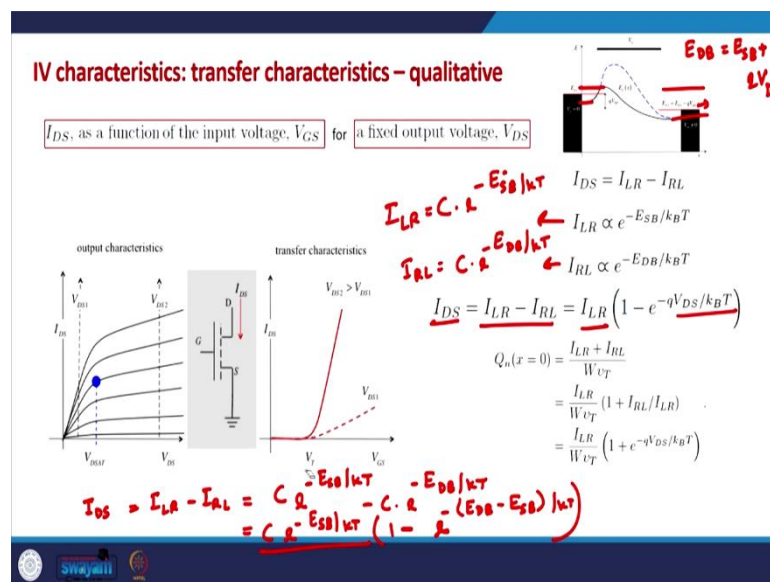 IV characteristics: transfer characteristics – qualitative
E_DB = E_SB +
I_DS, as a function of the input voltage, V_GS for a fixed output voltage, V_DS
I_DS = I_LR − I_RL
I_LR = C · e^{-E_SB/kT}
← I_LR ∝ e^{-E_SB/k_BT}
I_RL = C · e^{-E_DB/kT}
← I_RL ∝ e^{-E_DB/k_BT}
I_DS = I_LR − I_RL = I_LR (1 − e^{-qV_DS/k_BT})
Q_n(x = 0) = (I_LR + I_RL)/(Wυ_T)
= I_LR/(Wυ_T) (1 + I_RL/I_LR)
= I_LR/(Wυ_T) (1 + e^{-qV_DS/k_BT})
output characteristics
V_DS1
V_DS2
I_DS
V_DSAT
V_DS
I_DS
D
G
S
transfer characteristics
V_DS2 > V_DS1
I_DS
V_DS1
V_T
V_GS
I_DS = I_LR − I_RL = C e^{-E_SB/kT} − C · e^{-E_DB/kT}
= C e^{-E_SB/kT} (1 − e^{-(E_DB − E_SB)/kT})
swayam